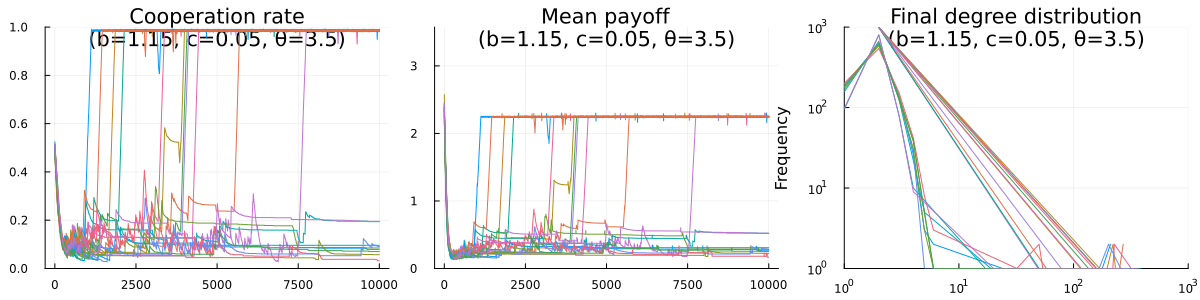 Cooperation rate
(b=1.15, c=0.05, θ=3.5)
1.0
0.8
0.6
0.4
0.2
0.0
0 2500 5000 7500 10000
Mean payoff
(b=1.15, c=0.05, θ=3.5)
3
2
1
0
0 2500 5000 7500 10000
Final degree distribution
(b=1.15, c=0.05, θ=3.5)
Frequency
10³
10²
10¹
10⁰
10⁰ 10¹ 10² 10³